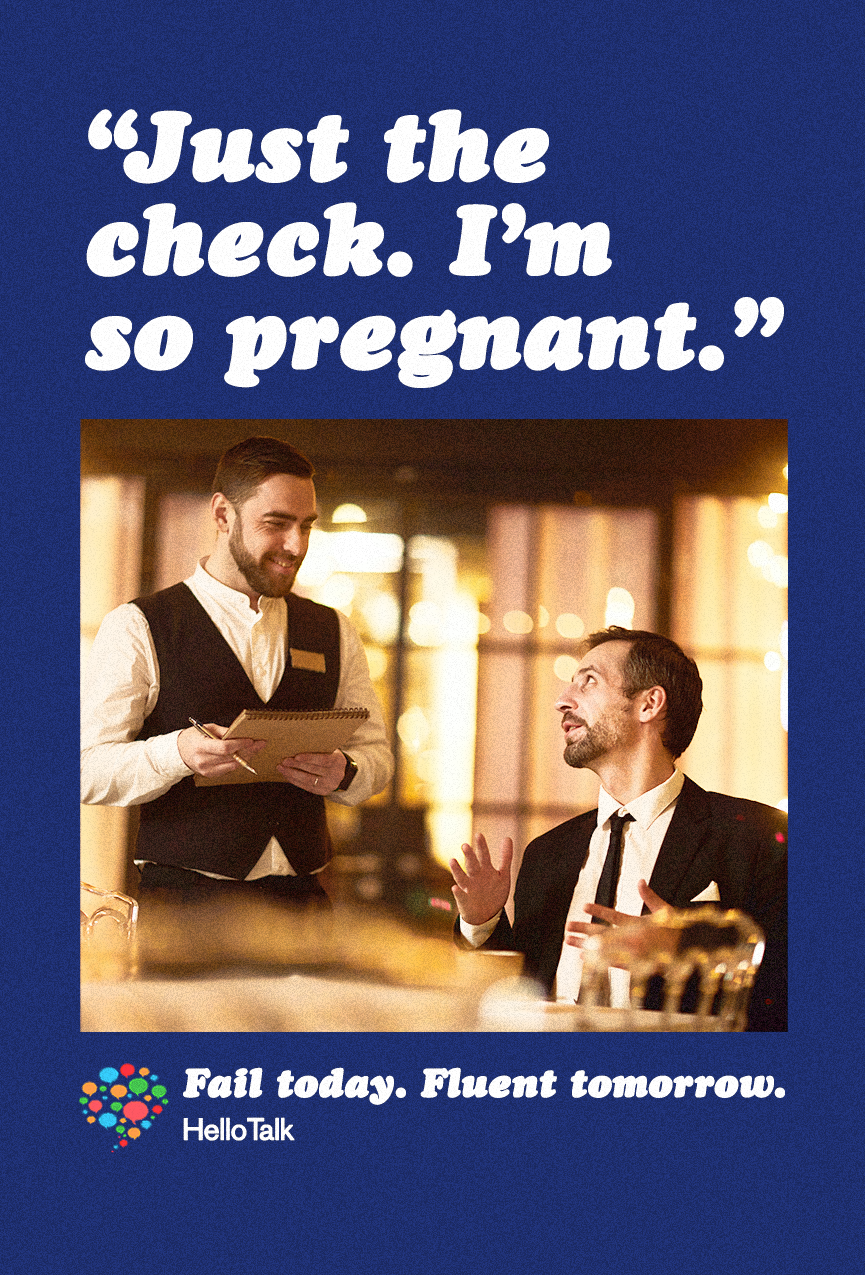 “Just the
check. I’m
so pregnant.”
Fail today. Fluent tomorrow.
HelloTalk